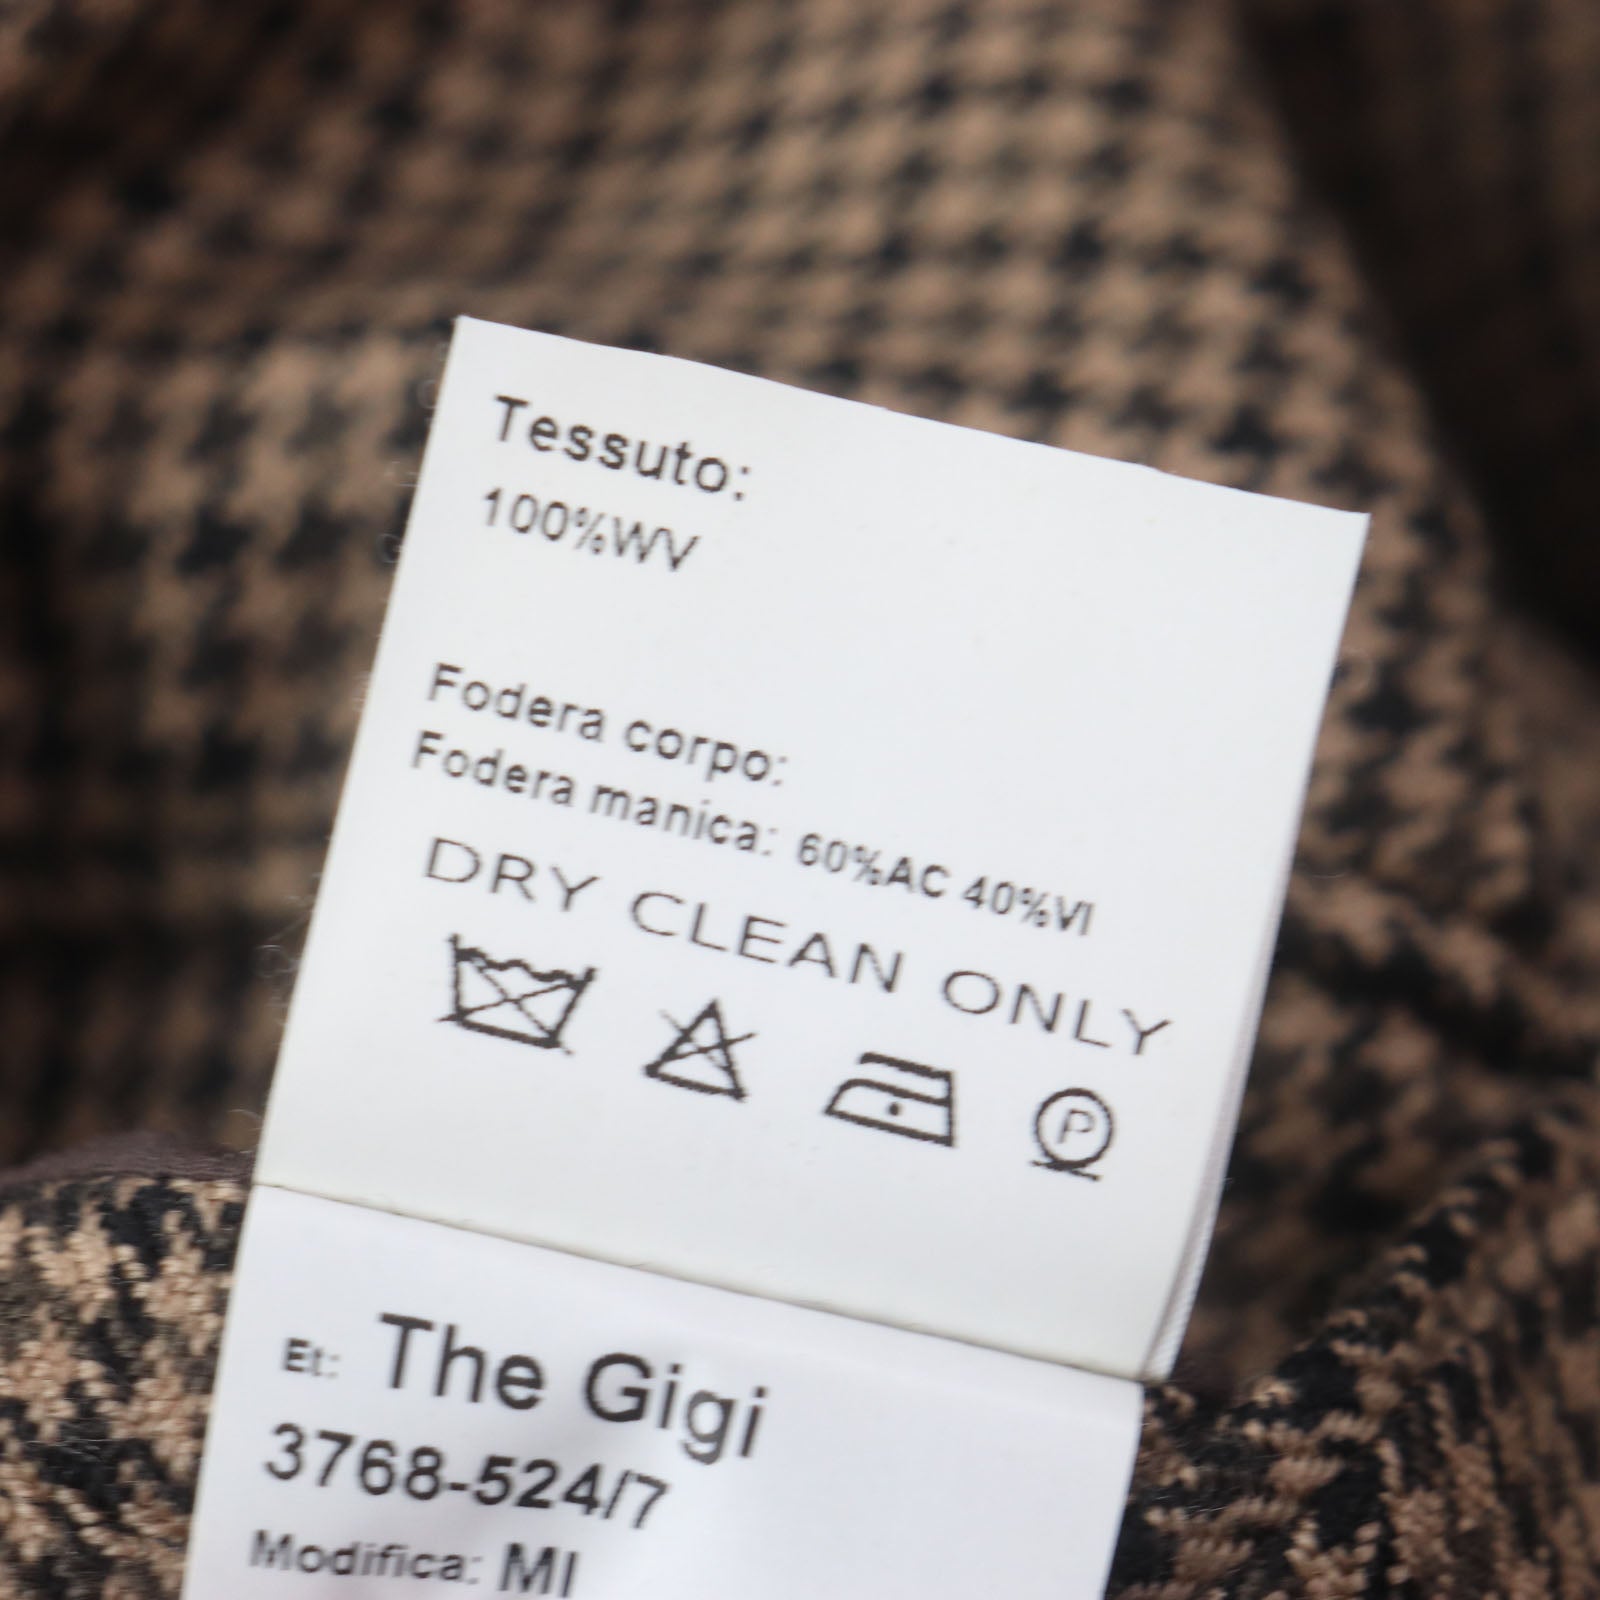 Tessuto:
100%WV
Fodera corpo:
Fodera manica: 60%AC 40%VI
DRY CLEAN ONLY
P
Et: The Gigi
3768-524/7
Modifica: MI